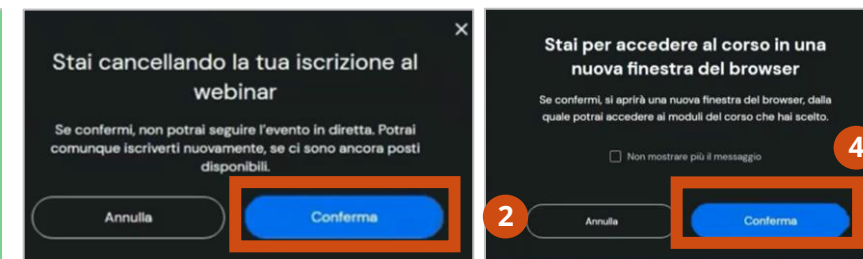 Stai cancellando la tua iscrizione al
webinar
Se confermi, non potrai seguire l'evento in diretta. Potrai
comunque iscriverti nuovamente, se ci sono ancora posti
disponibili.
Annulla
Conferma
Stai per accedere al corso in una
nuova finestra del browser
Se confermi, si aprirà una nuova finestra del browser, dalla
quale potrai accedere ai moduli del corso che hai scelto.
Non mostrare più il messaggio
4
2
Annulla
Conferma